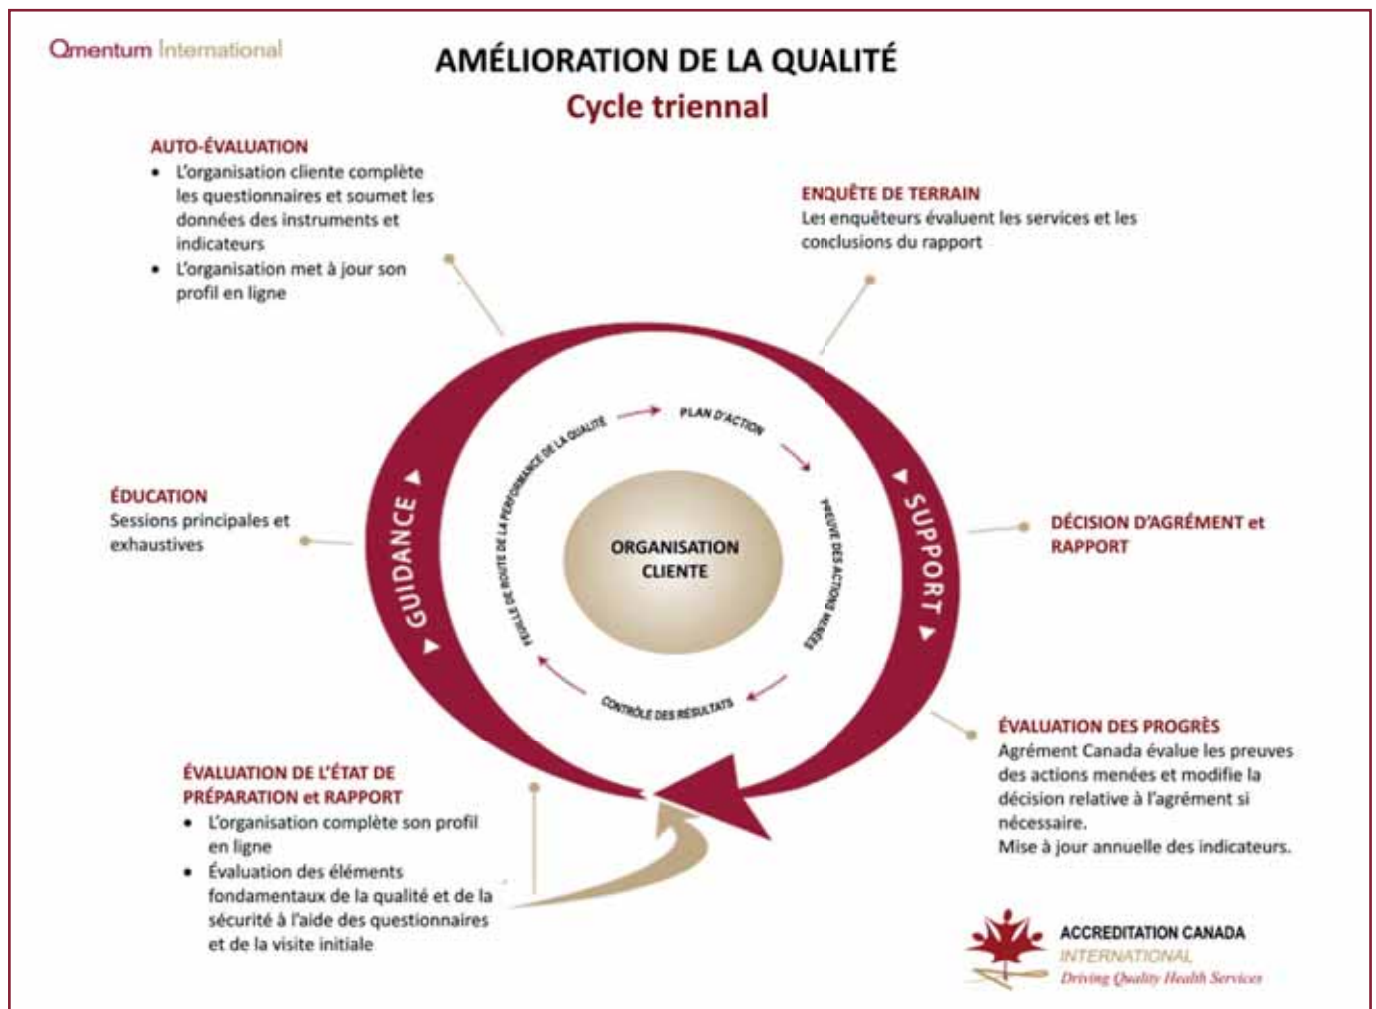 Qmentum International
AMÉLIORATION DE LA QUALITÉ
Cycle triennal
AUTO-ÉVALUATION
• L'organisation cliente complète
les questionnaires et soumet les
données des instruments et
indicateurs
• L'organisation met à jour son
profil en ligne
ENQUÊTE DE TERRAIN
Les enquêteurs évaluent les services et les
conclusions du rapport
ÉDUCATION
Sessions principales et
exhaustives
GUIDANCE
FEUILLE DE ROUTE DE LA PERFORMANCE DE LA QUALITÉ
PLAN D'ACTION
PREUVE DES ACTIONS MENÉES
CONTRÔLE DES RÉSULTATS
ORGANISATION
CLIENTE
SUPPORT
DÉCISION D'AGRÉMENT et
RAPPORT
ÉVALUATION DES PROGRÈS
Agrément Canada évalue les preuves
des actions menées et modifie la
décision relative à l'agrément si
nécessaire.
Mise à jour annuelle des indicateurs.
ÉVALUATION DE L'ÉTAT DE
PRÉPARATION et RAPPORT
• L'organisation complète son profil
en ligne
• Évaluation des éléments
fondamentaux de la qualité et de la
sécurité à l'aide des questionnaires
et de la visite initiale
ACCREDITATION CANADA
INTERNATIONAL
Driving Quality Health Services